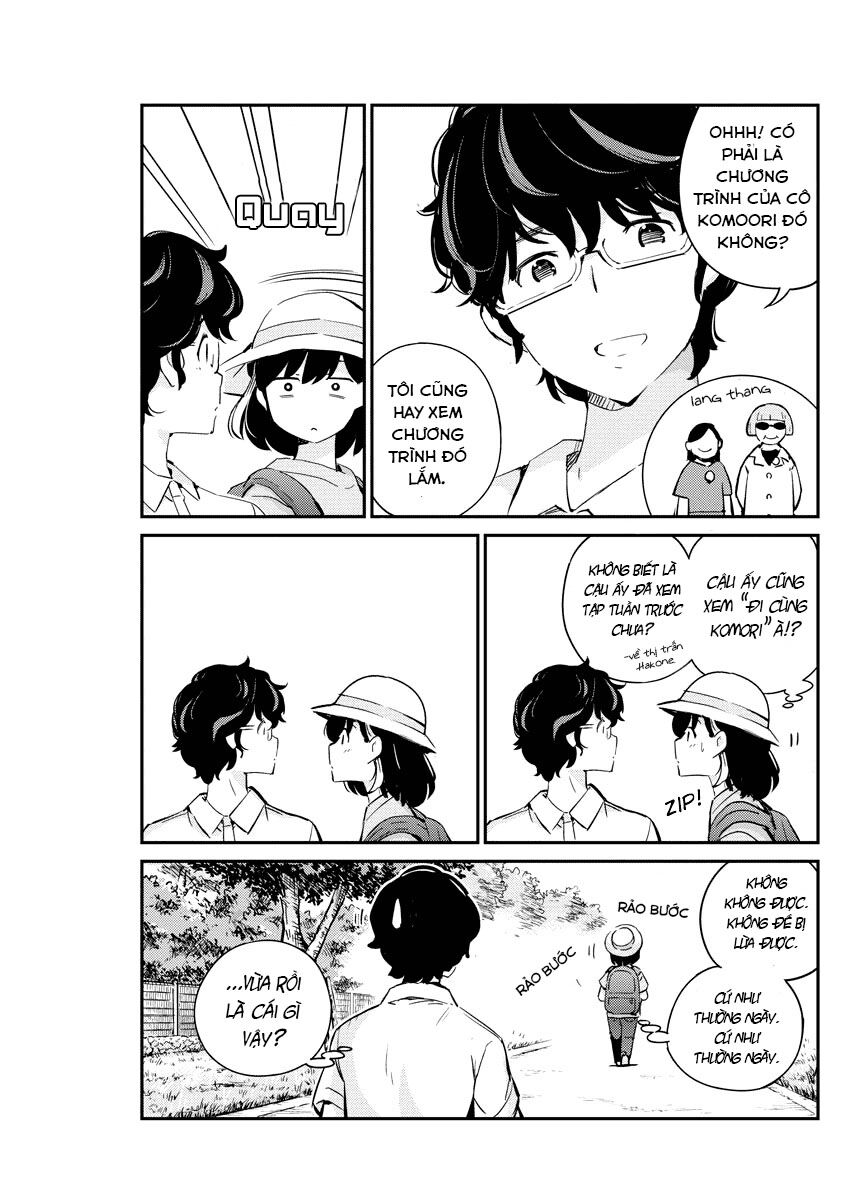 OHHH! CÓ
PHẢI LÀ
CHƯƠNG
TRÌNH CỦA CÔ
KOMOORI ĐÓ
KHÔNG?
lang thang
TÔI CŨNG
HAY XEM
CHƯƠNG
TRÌNH ĐÓ
LẮM.
Quay
CẬU ẤY CŨNG
XEM "ĐI CÙNG
KOMORI" À!?
KHÔNG BIẾT LÀ
CẬU ẤY ĐÃ XEM
TẬP TUẦN TRƯỚC
CHƯA?
-về thị trấn
Hakone
ZIP!
KHÔNG
KHÔNG ĐƯỢC.
KHÔNG ĐỂ BỊ
LỪA ĐƯỢC.
CỨ NHƯ
THƯỜNG NGÀY.
CỨ NHƯ
THƯỜNG NGÀY.
RẢO BƯỚC
RẢO BƯỚC
...VỪA RỒI
LÀ CÁI GÌ
VẬY?